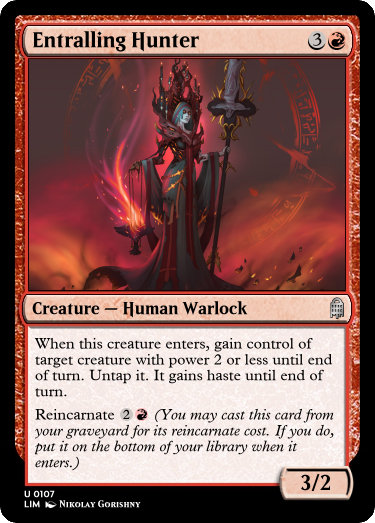 Entralling Hunter 3
Creature — Human Warlock
When this creature enters, gain control of
target creature with power 2 or less until end
of turn. Untap it. It gains haste until end of
turn.
Reincarnate 2 (You may cast this card from
your graveyard for its reincarnate cost. If you do,
put it on the bottom of your library when it
enters.)
3/2
U 0107
LIM Nikolay Gorishny